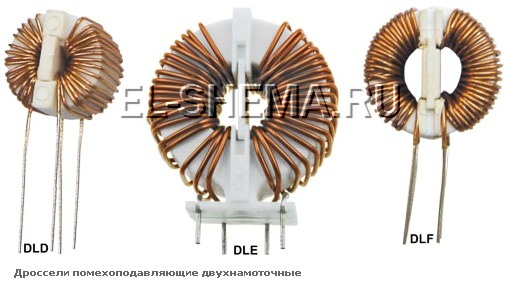 EL-SHEMA.RU
DLD
DLE
DLF
Дроссели помехоподавляющие двухнамоточные